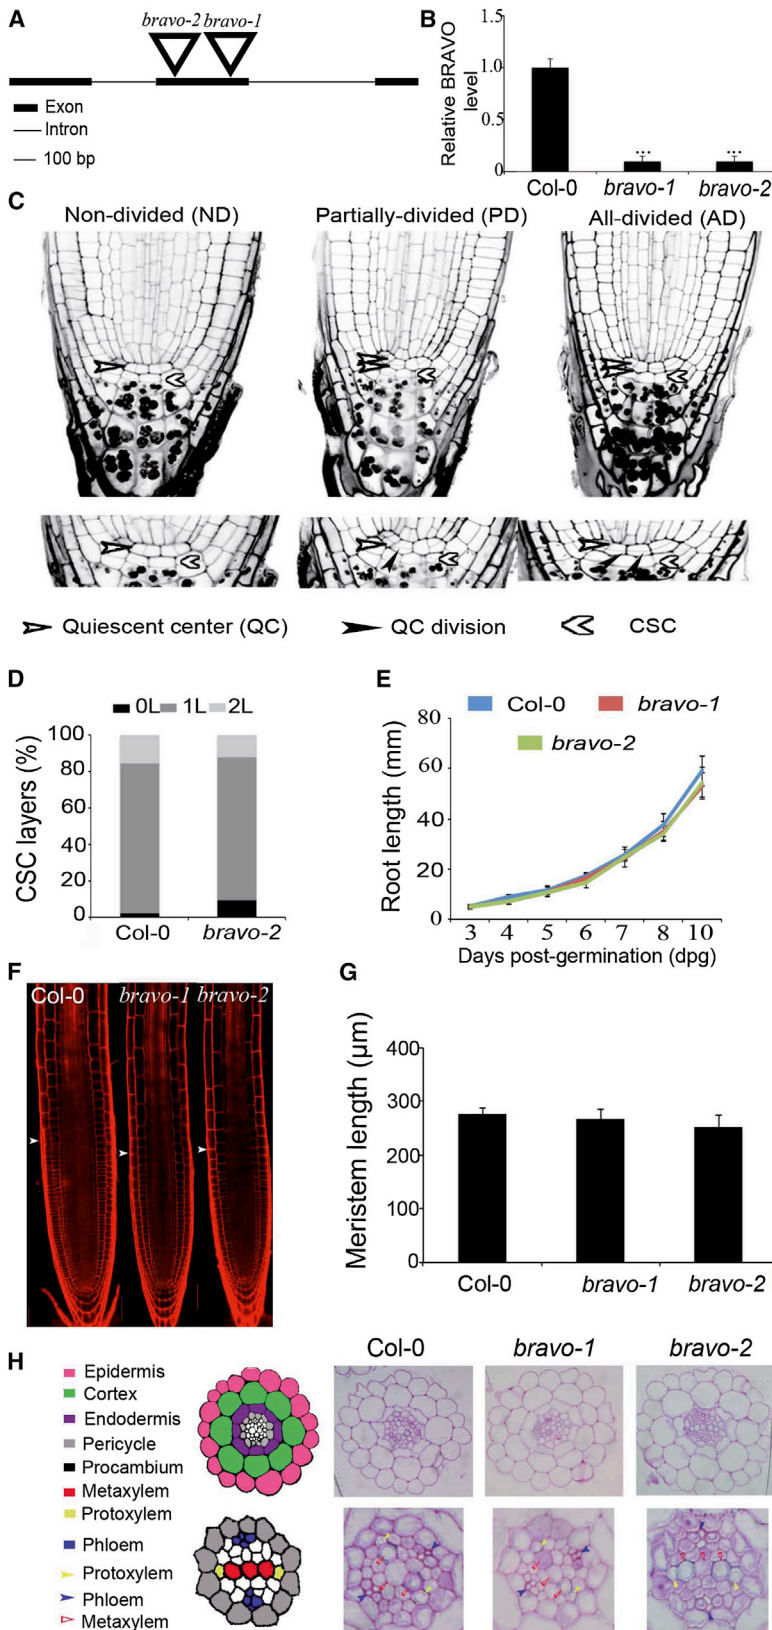 A
bravo-2 bravo-1
Exon
Intron
100 bp
B
Relative BRAVO
level
1.5
1.0
0.5
0
Col-0 bravo-1 bravo-2
C
Non-divided (ND) Partially-divided (PD) All-divided (AD)
Quiescent center (QC) QC division CSC
D
0L 1L 2L
CSC layers (%)
100
80
60
40
20
0
Col-0 bravo-2
E
Col-0 bravo-1
bravo-2
Root length (mm)
80
60
40
20
0
3 4 5 6 7 8 10
Days post-germination (dpg)
F
Col-0 bravo-1 bravo-2
G
Meristem length (µm)
400
300
200
100
0
Col-0 bravo-1 bravo-2
H
Col-0 bravo-1 bravo-2
Epidermis
Cortex
Endodermis
Pericycle
Procambium
Metaxylem
Protoxylem
Phloem
Protoxylem
Phloem
Metaxylem